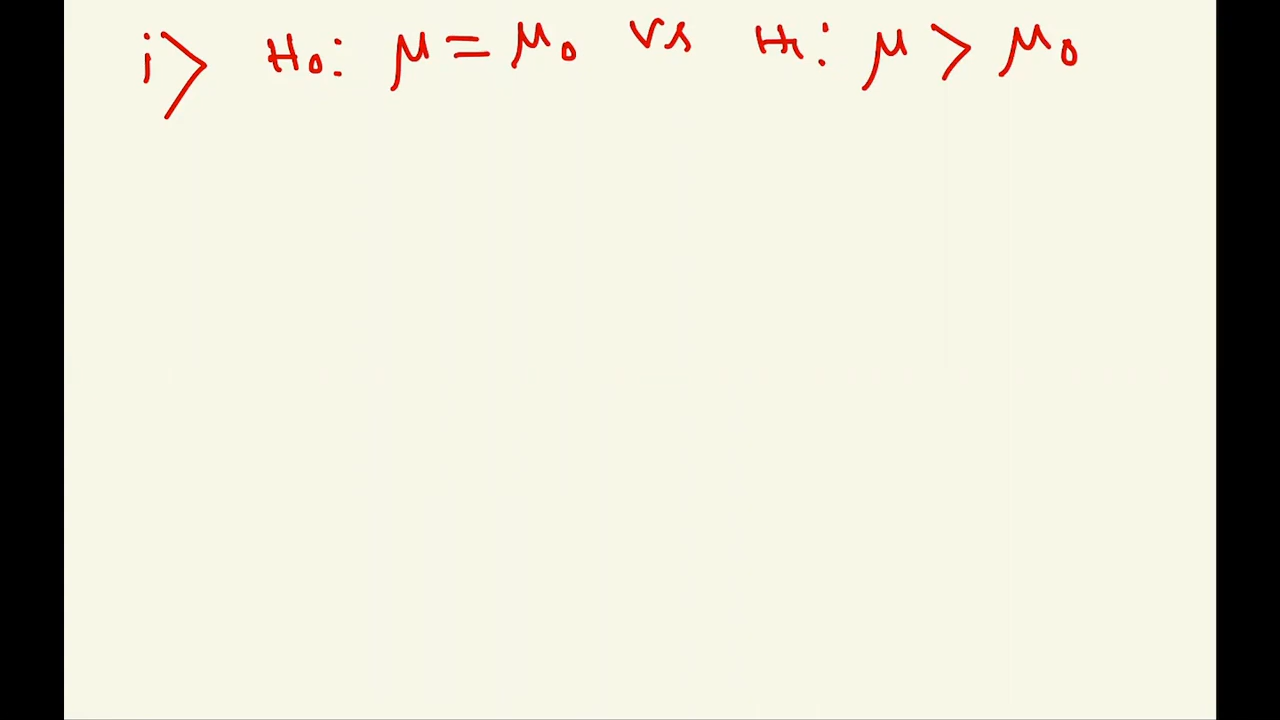 i> H₀: μ = μ₀ vs H₁: μ > μ₀